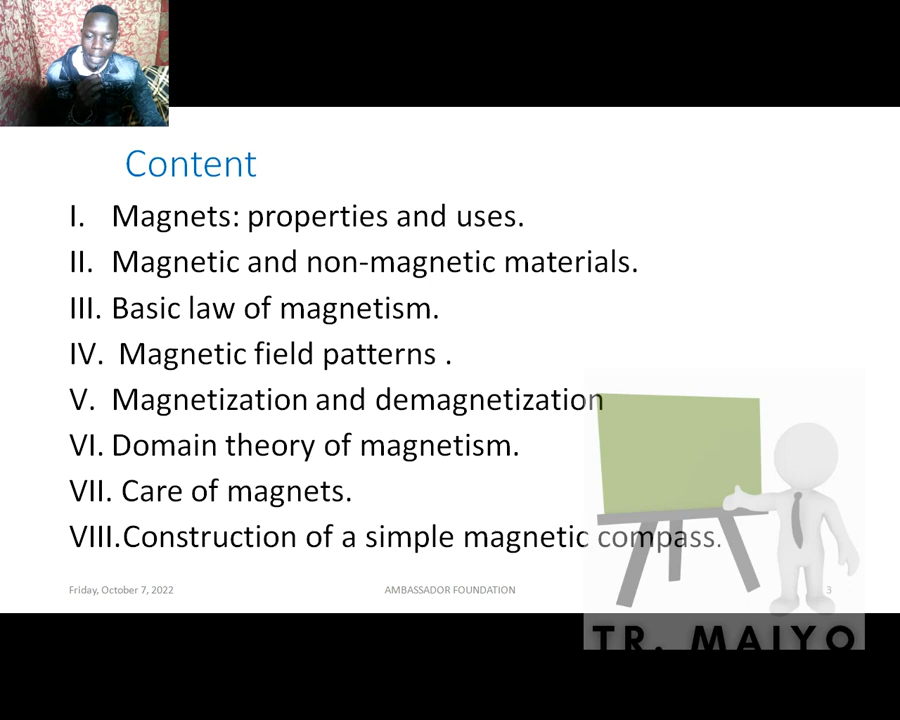 Content
I. Magnets: properties and uses.
II. Magnetic and non-magnetic materials.
III. Basic law of magnetism.
IV. Magnetic field patterns .
V. Magnetization and demagnetization
VI. Domain theory of magnetism.
VII. Care of magnets.
VIII.Construction of a simple magnetic compass.
Friday, October 7, 2022 AMBASSADOR FOUNDATION 3
TR. MAIYO